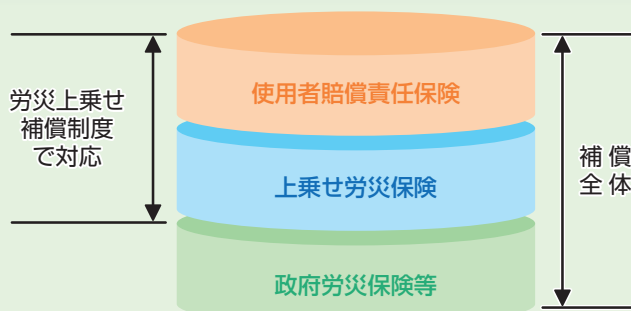 労災上乗せ
補償制度
で対応
使用者賠償責任保険
上乗せ労災保険
政府労災保険等
補 償
全 体